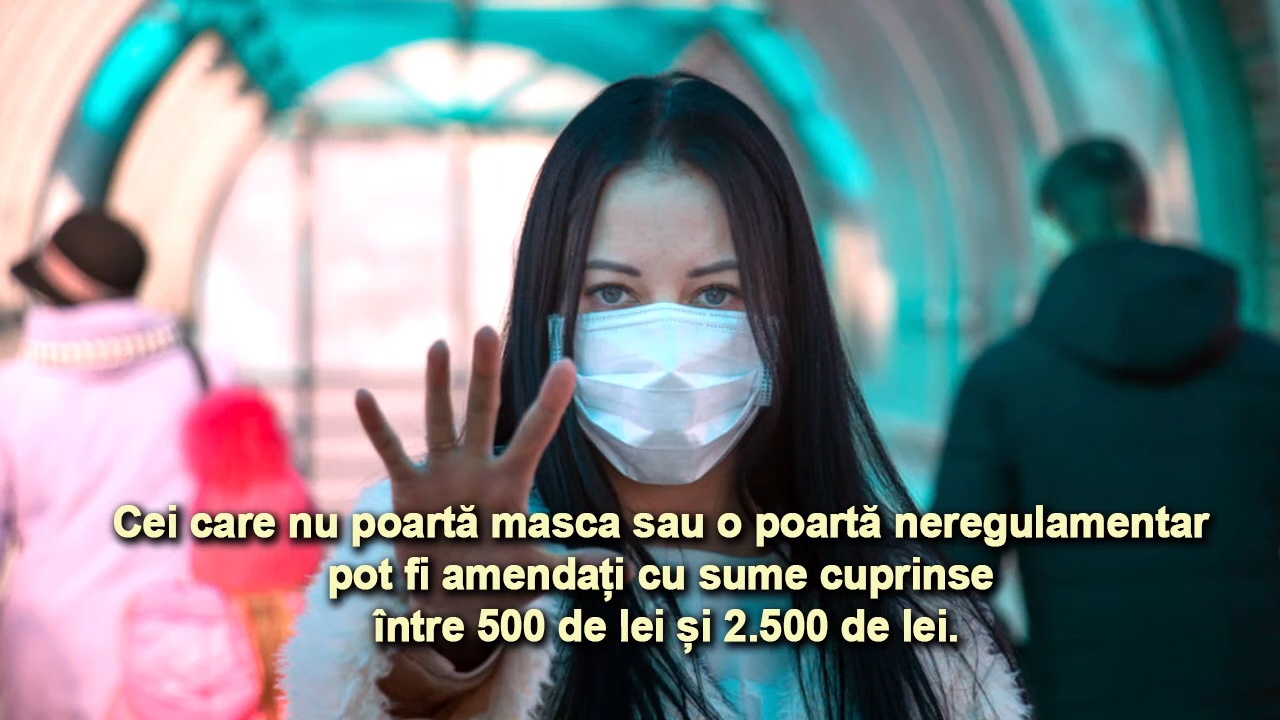 Cei care nu poartă masca sau o poartă neregulamentar
pot fi amendați cu sume cuprinse
între 500 de lei și 2.500 de lei.